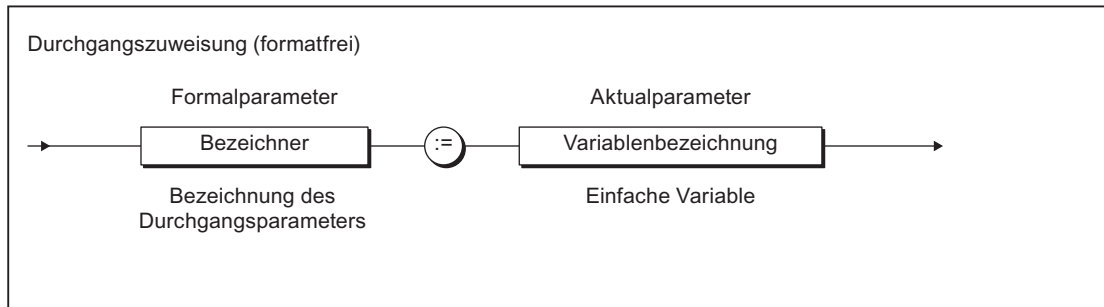 Durchgangszuweisung (formatfrei)
Formalparameter
Aktualparameter
Bezeichner
:=
Variablenbezeichnung
Bezeichnung des
Durchgangsparameters
Einfache Variable